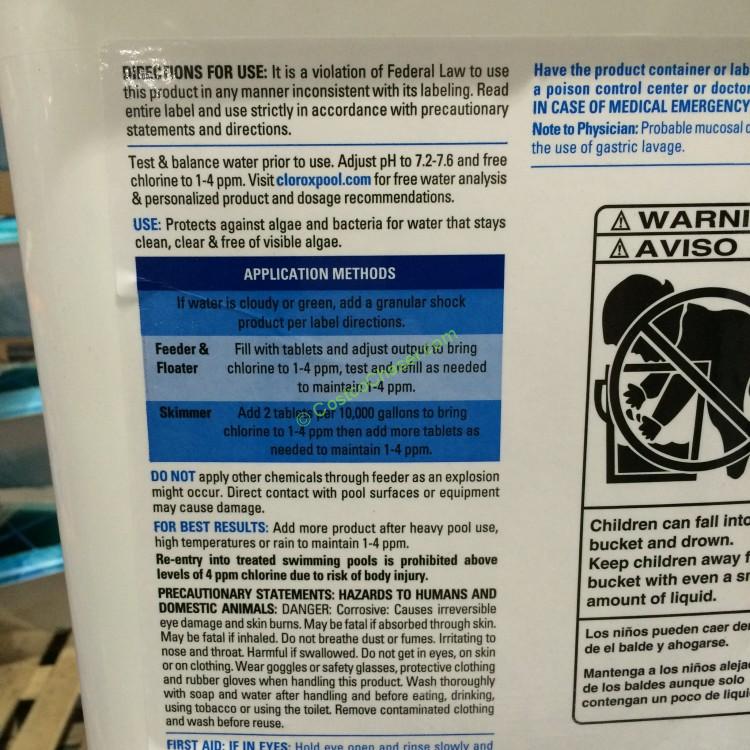 DIRECTIONS FOR USE: It is a violation of Federal Law to use
this product in any manner inconsistent with its labeling. Read
entire label and use strictly in accordance with precautionary
statements and directions.
Test & balance water prior to use. Adjust pH to 7.2-7.6 and free
chlorine to 1-4 ppm. Visit cloroxpool.com for free water analysis
& personalized product and dosage recommendations.
USE: Protects against algae and bacteria for water that stays
clean, clear & free of visible algae.
APPLICATION METHODS
If water is cloudy or green, add a granular shock
product per label directions.
Feeder & Floater
Fill with tablets and adjust output to bring
chlorine to 1-4 ppm, test and refill as needed
to maintain 1-4 ppm.
Skimmer
Add 2 tablets per 10,000 gallons to bring
chlorine to 1-4 ppm then add more tablets as
needed to maintain 1-4 ppm.
© CostcoChaser.com
DO NOT apply other chemicals through feeder as an explosion
might occur. Direct contact with pool surfaces or equipment
may cause damage.
FOR BEST RESULTS: Add more product after heavy pool use,
high temperatures or rain to maintain 1-4 ppm.
Re-entry into treated swimming pools is prohibited above
levels of 4 ppm chlorine due to risk of body injury.
PRECAUTIONARY STATEMENTS: HAZARDS TO HUMANS AND
DOMESTIC ANIMALS: DANGER: Corrosive: Causes irreversible
eye damage and skin burns. May be fatal if absorbed through skin.
May be fatal if inhaled. Do not breathe dust or fumes. Irritating to
nose and throat. Harmful if swallowed. Do not get in eyes, on skin
or on clothing. Wear goggles or safety glasses, protective clothing
and rubber gloves when handling this product. Wash thoroughly
with soap and water after handling and before eating, drinking,
using tobacco or using the toilet. Remove contaminated clothing
and wash before reuse.
FIRST AID: IF IN EYES: Hold eye open and rinse slowly and
Have the product container or lab
a poison control center or doctor
IN CASE OF MEDICAL EMERGENCY
Note to Physician: Probable mucosal d
the use of gastric lavage.
WARNI
AVISO
Children can fall into
bucket and drown.
Keep children away f
bucket with even a sm
amount of liquid.
Los niños pueden caer de
de el balde y ahogarse.
Mantenga a los niños aleja
de los baldes aunque solo
contengan un poco de liqui